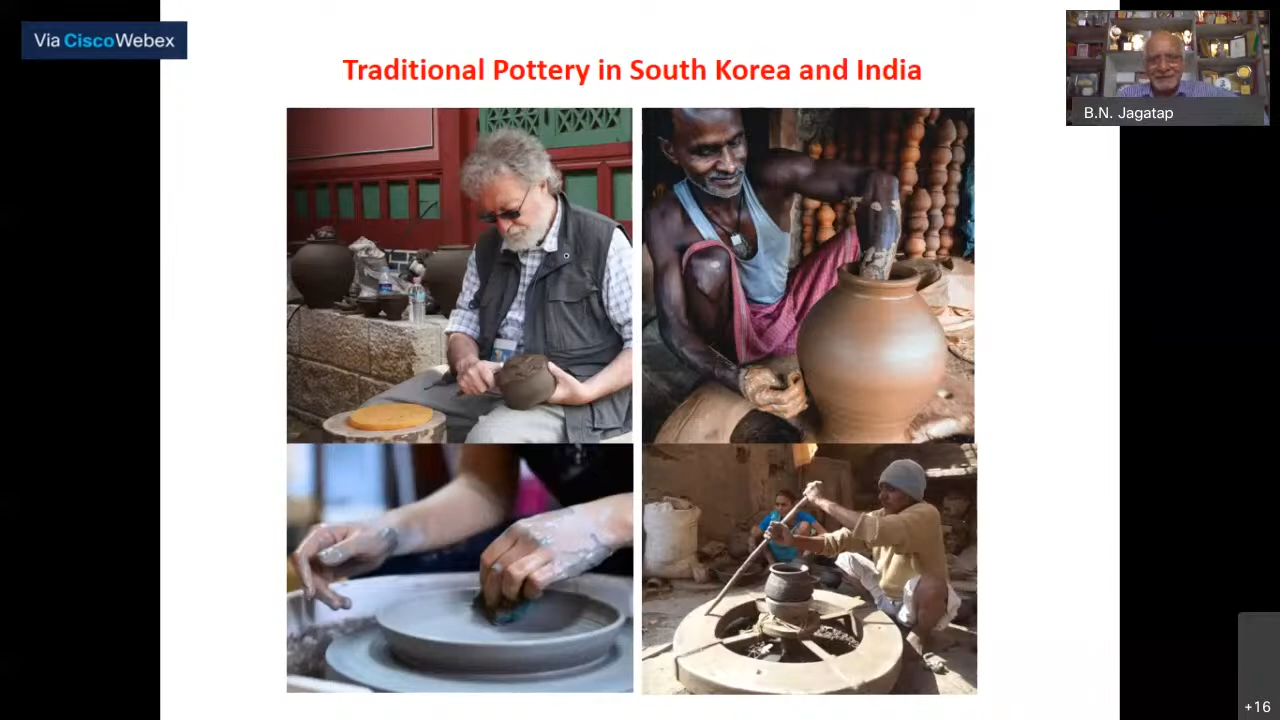 Via CiscoWebex
Traditional Pottery in South Korea and India
B.N. Jagatap
+16